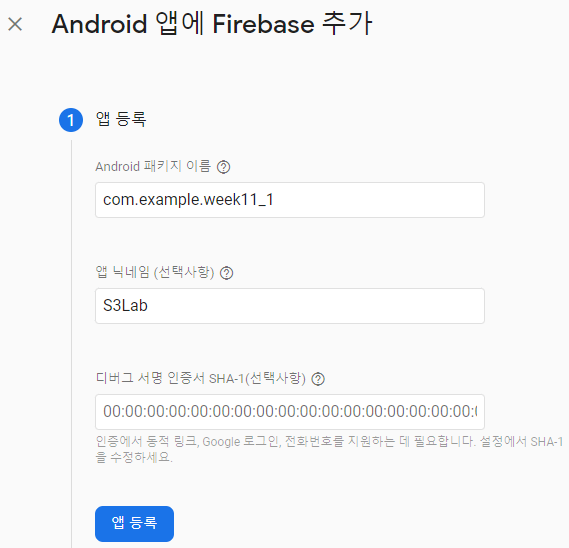 Android 앱에 Firebase 추가
1 앱 등록
Android 패키지 이름
com.example.week11_1
앱 닉네임 (선택사항)
S3Lab
디버그 서명 인증서 SHA-1(선택사항)
00:00:00:00:00:00:00:00:00:00:00:00:00:00:00:00:00:
인증에서 동적 링크, Google 로그인, 전화번호를 지원하는 데 필요합니다. 설정에서 SHA-1
을 수정하세요.
앱 등록